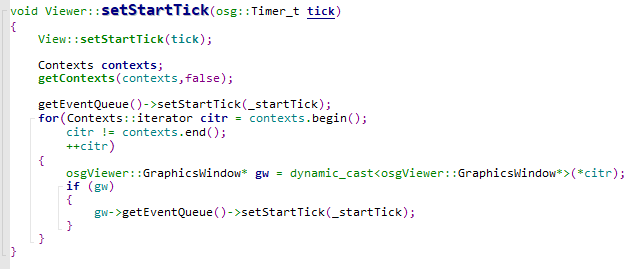 void Viewer::setStartTick(osg::Timer_t tick)
{
    View::setStartTick(tick);

    Contexts contexts;
    getContexts(contexts,false);

    getEventQueue()->setStartTick(_startTick);
    for(Contexts::iterator citr = contexts.begin();
        citr != contexts.end();
        ++citr)
    {
        osgViewer::GraphicsWindow* gw = dynamic_cast<osgViewer::GraphicsWindow*>(*citr);
        if (gw)
        {
            gw->getEventQueue()->setStartTick(_startTick);
        }
    }
}